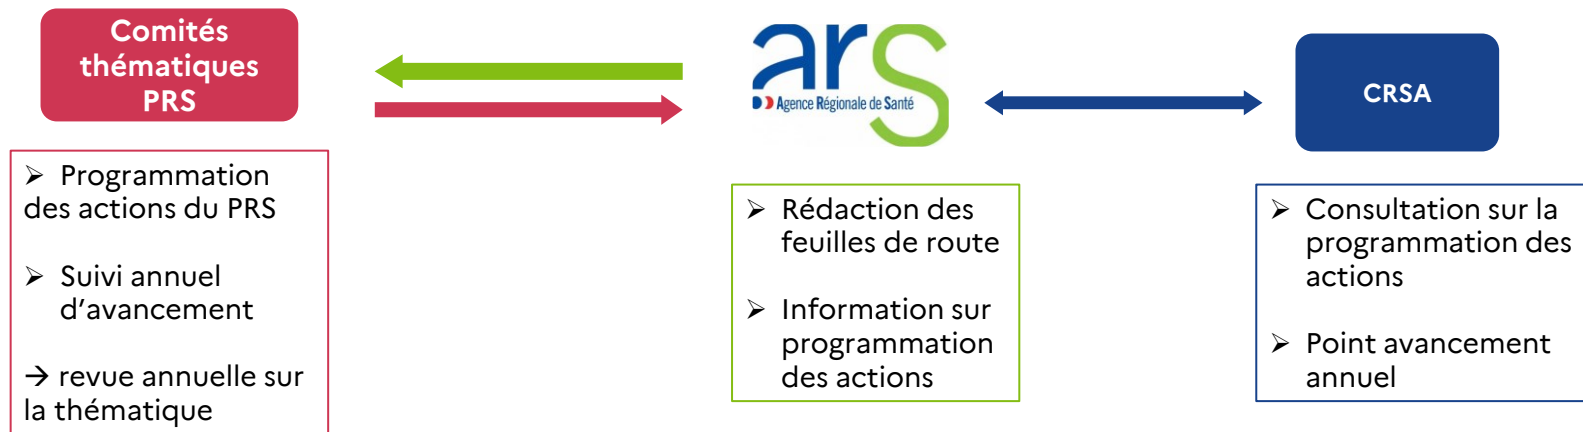 Comités
thématiques
PRS
➢ Programmation
des actions du PRS
➢ Suivi annuel
d’avancement
→ revue annuelle sur
la thématique
ars
Agence Régionale de Santé
➢ Rédaction des
feuilles de route
➢ Information sur
programmation
des actions
CRSA
➢ Consultation sur la
programmation des
actions
➢ Point avancement
annuel